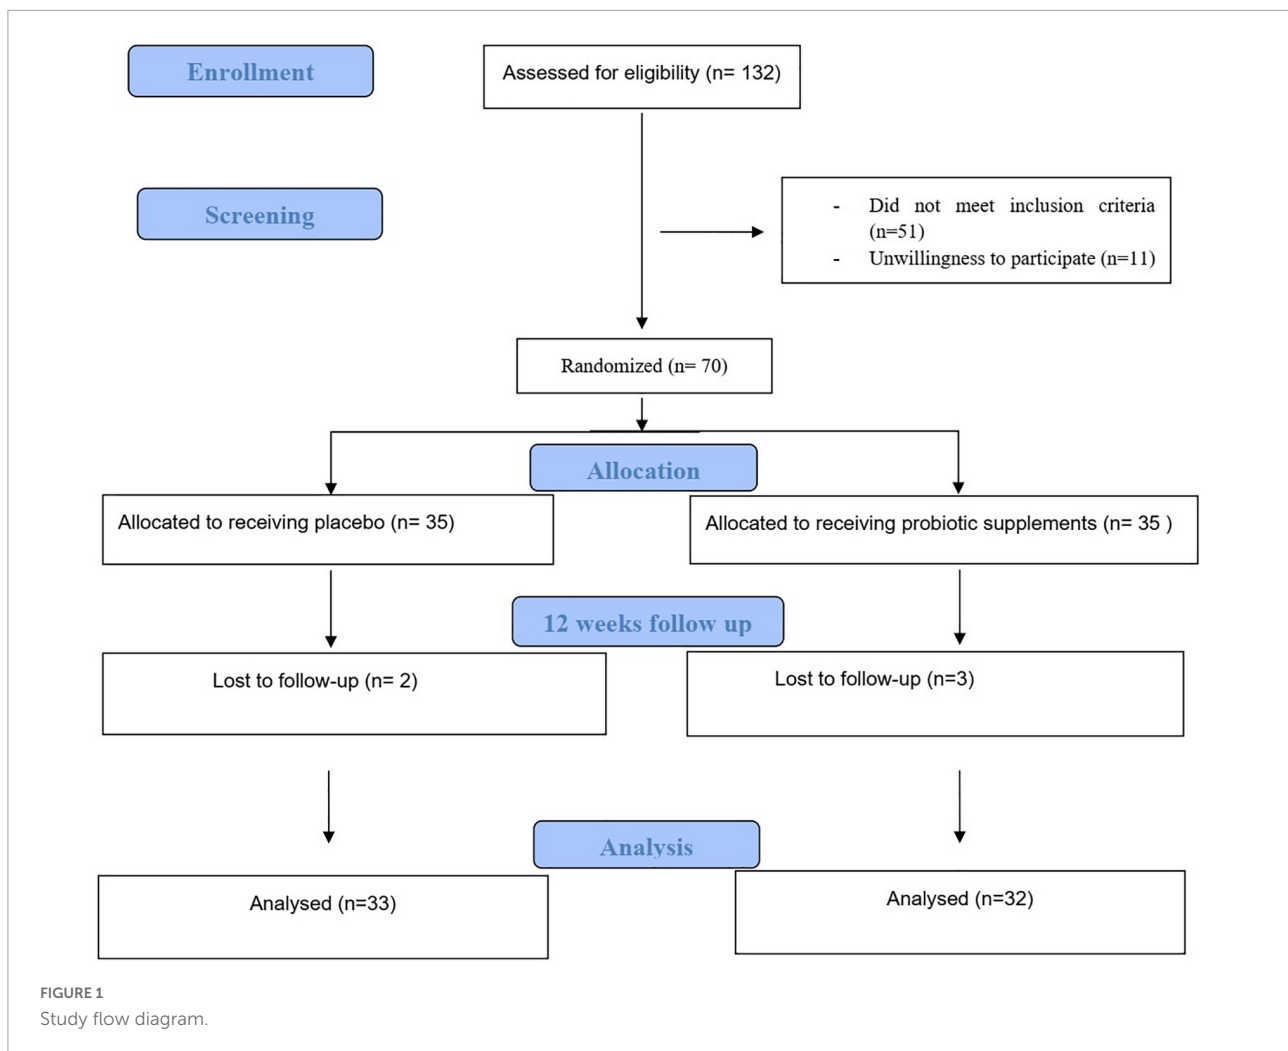 Enrollment
Assessed for eligibility (n= 132)
Screening
- Did not meet inclusion criteria
(n=51)
- Unwillingness to participate (n=11)
Randomized (n= 70)
Allocation
Allocated to receiving placebo (n= 35)
Allocated to receiving probiotic supplements (n= 35 )
12 weeks follow up
Lost to follow-up (n= 2)
Lost to follow-up (n=3)
Analysis
Analysed (n=33)
Analysed (n=32)
FIGURE 1
Study flow diagram.